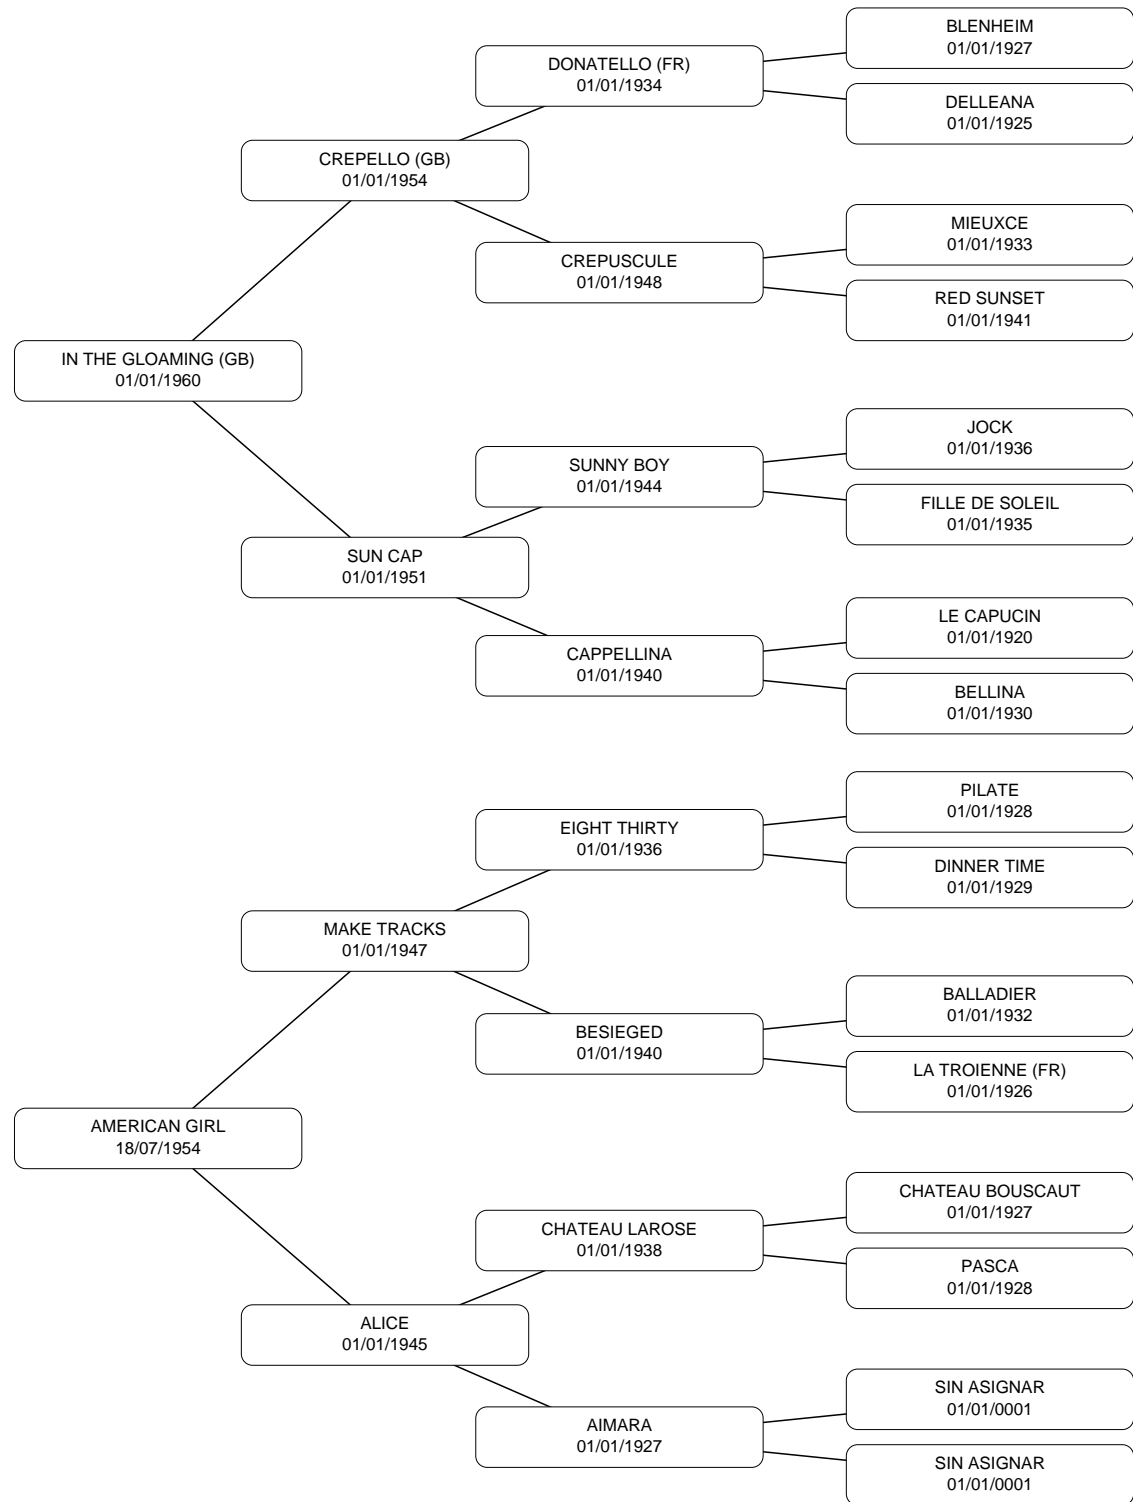 BLENHEIM
01/01/1927
DONATELLO (FR)
01/01/1934
DELLEANA
01/01/1925
CREPELLO (GB)
01/01/1954
MIEUXCE
01/01/1933
CREPUSCULE
01/01/1948
RED SUNSET
01/01/1941
IN THE GLOAMING (GB)
01/01/1960
JOCK
01/01/1936
SUNNY BOY
01/01/1944
FILLE DE SOLEIL
01/01/1935
SUN CAP
01/01/1951
LE CAPUCIN
01/01/1920
CAPPELLINA
01/01/1940
BELLINA
01/01/1930
PILATE
01/01/1928
EIGHT THIRTY
01/01/1936
DINNER TIME
01/01/1929
MAKE TRACKS
01/01/1947
BALLADIER
01/01/1932
BESIEGED
01/01/1940
LA TROIENNE (FR)
01/01/1926
AMERICAN GIRL
18/07/1954
CHATEAU BOUSCAUT
01/01/1927
CHATEAU LAROSE
01/01/1938
PASCA
01/01/1928
ALICE
01/01/1945
SIN ASIGNAR
01/01/0001
AIMARA
01/01/1927
SIN ASIGNAR
01/01/0001